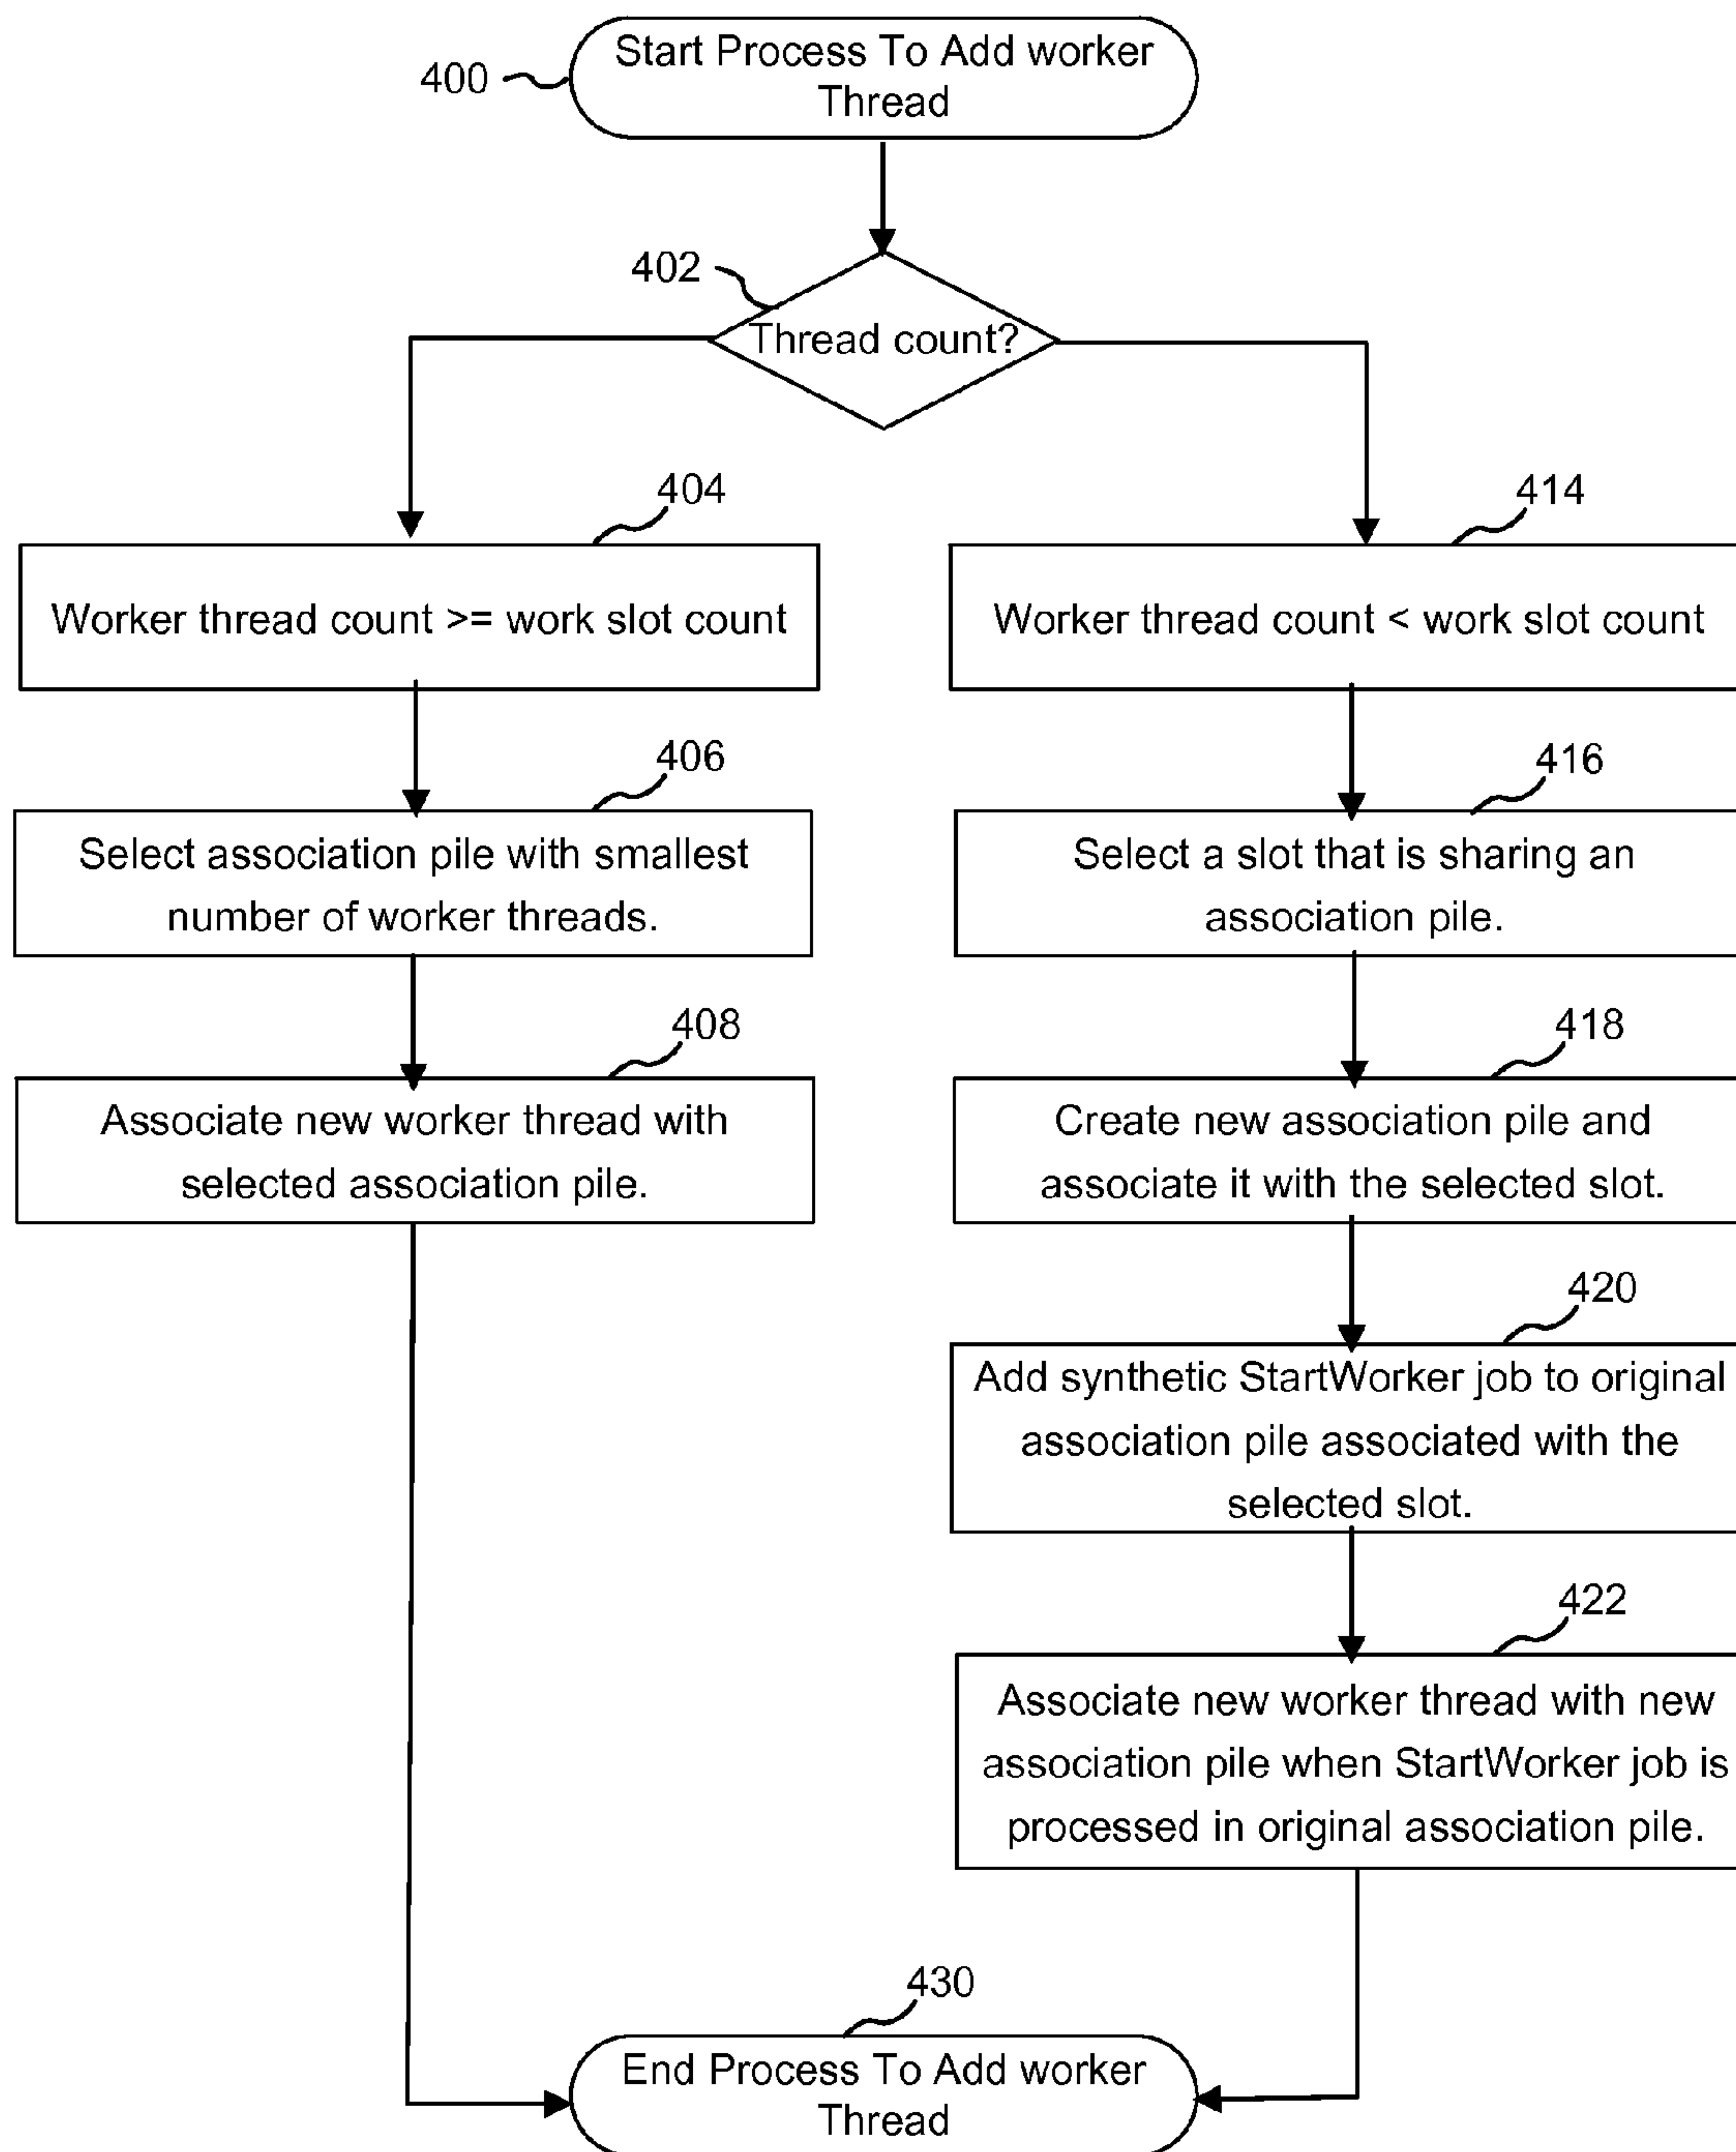 400
Start Process To Add worker
Thread
402
Thread count?
404
Worker thread count >= work slot count
406
Select association pile with smallest
number of worker threads.
408
Associate new worker thread with
selected association pile.
414
Worker thread count < work slot count
416
Select a slot that is sharing an
association pile.
418
Create new association pile and
associate it with the selected slot.
420
Add synthetic StartWorker job to original
association pile associated with the
selected slot.
422
Associate new worker thread with new
association pile when StartWorker job is
processed in original association pile.
430
End Process To Add worker
Thread